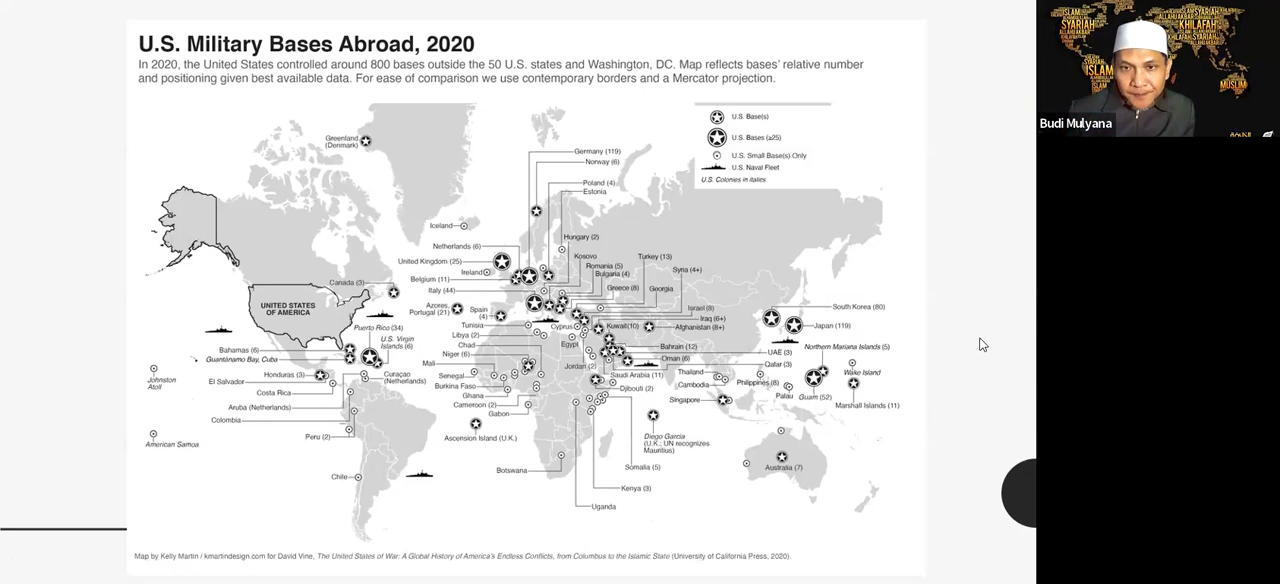 U.S. Military Bases Abroad, 2020
In 2020, the United States controlled around 800 bases outside the 50 U.S. states and Washington, DC. Map reflects bases' relative number
and positioning given best available data. For ease of comparison we use contemporary borders and a Mercator projection.
U.S. Base(s)
U.S. Bases (≥25)
U.S. Small Base(s) Only
U.S. Naval Fleet
U.S. Colonies in italics
Greenland
(Denmark)
Germany (119)
Norway (6)
Poland (4)
Estonia
Iceland
Hungary (2)
Netherlands (6)
Kosovo
United Kingdom (25)
Romania (5)
Turkey (13)
Ireland
Bulgaria (4)
Syria (4+)
Belgium (11)
Greece (8)
Georgia
Canada (3)
Italy (44)
UNITED STATES
OF AMERICA
Azores,
Portugal (21)
Spain
(4)
Israel (8)
South Korea (80)
Iraq (6+)
Puerto Rico (34)
Tunisia
Cyprus
Kuwait(10)
Afghanistan (8+)
Japan (119)
U.S. Virgin
Islands (6)
Libya (2)
Egypt
Bahamas (6)
Chad
Bahrain (12)
Northern Mariana Islands (5)
Guantánamo Bay, Cuba
Niger (6)
Oman (6)
UAE (3)
Mali
Jordan (2)
Qatar (3)
Wake Island
Honduras (3)
Senegal
Saudi Arabia (11)
Thailand
Johnston
Atoll
El Salvador
Curaçao
(Netherlands)
Burkina Faso
Djibouti (2)
Cambodia
Philippines (8)
Costa Rica
Ghana
Palau
Guam (52)
Aruba (Netherlands)
Cameroon (2)
Singapore
Marshall Islands (11)
Colombia
Gabon
American Samoa
Peru (2)
Ascension Island (U.K.)
Diego Garcia
(U.K.; UN recognizes
Mauritius)
Chile
Botswana
Somalia (5)
Australia (7)
Kenya (3)
Uganda
Map by Kelly Martin / kmartindesign.com for David Vine, The United States of War: A Global History of America's Endless Conflicts, from Columbus to the Islamic State (University of California Press, 2020).
ISLAM
SYARIAH
KHILAFAH
ISLAM
MUSLIM
Budi Mulyana